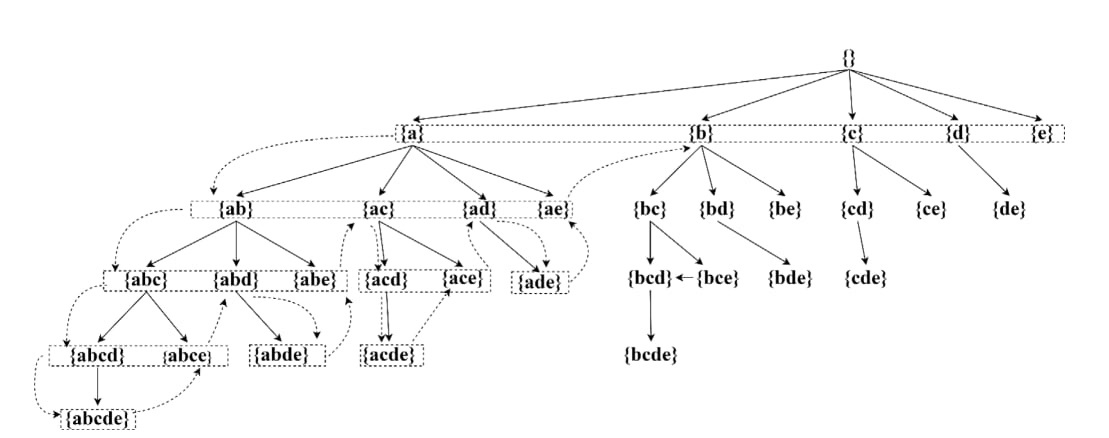 {}
{a} {b} {c} {d} {e}
{ab} {ac} {ad} {ae} {bc} {bd} {be} {cd} {ce} {de}
{abc} {abd} {abe} {acd} {ace} {ade} {bcd} {bce} {bde} {cde}
{abcd} {abce} {abde} {acde} {bcde}
{abcde}